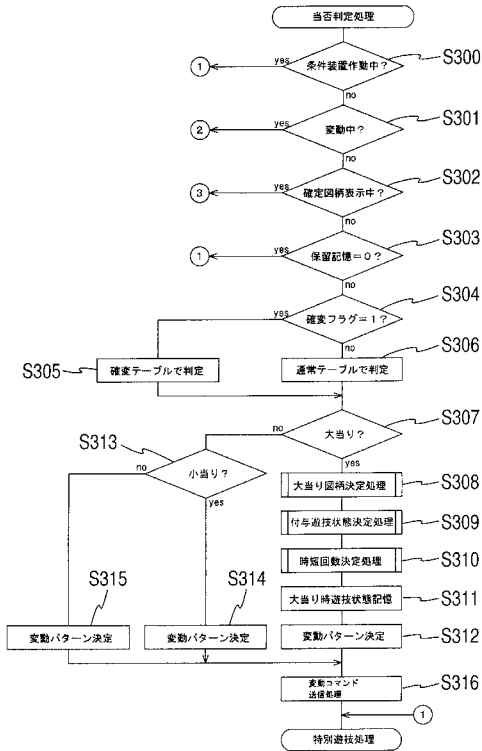 当否判定処理
条件装置作動中？
S300
yes
①
no
変動中？
S301
yes
②
no
確定図柄表示中？
S302
yes
③
no
保留記憶＝０？
S303
yes
①
no
確変フラグ＝１？
S304
yes
no
S305
確変テーブルで判定
通常テーブルで判定
S306
大当り？
S307
no
yes
S313
小当り？
no
yes
大当り図柄決定処理
S308
付与遊技状態決定処理
S309
時短回数決定処理
S310
大当り時遊技状態記憶
S311
S315
変動パターン決定
S314
変動パターン決定
変動パターン決定
S312
変動コマンド
送信処理
S316
①
特別遊技処理